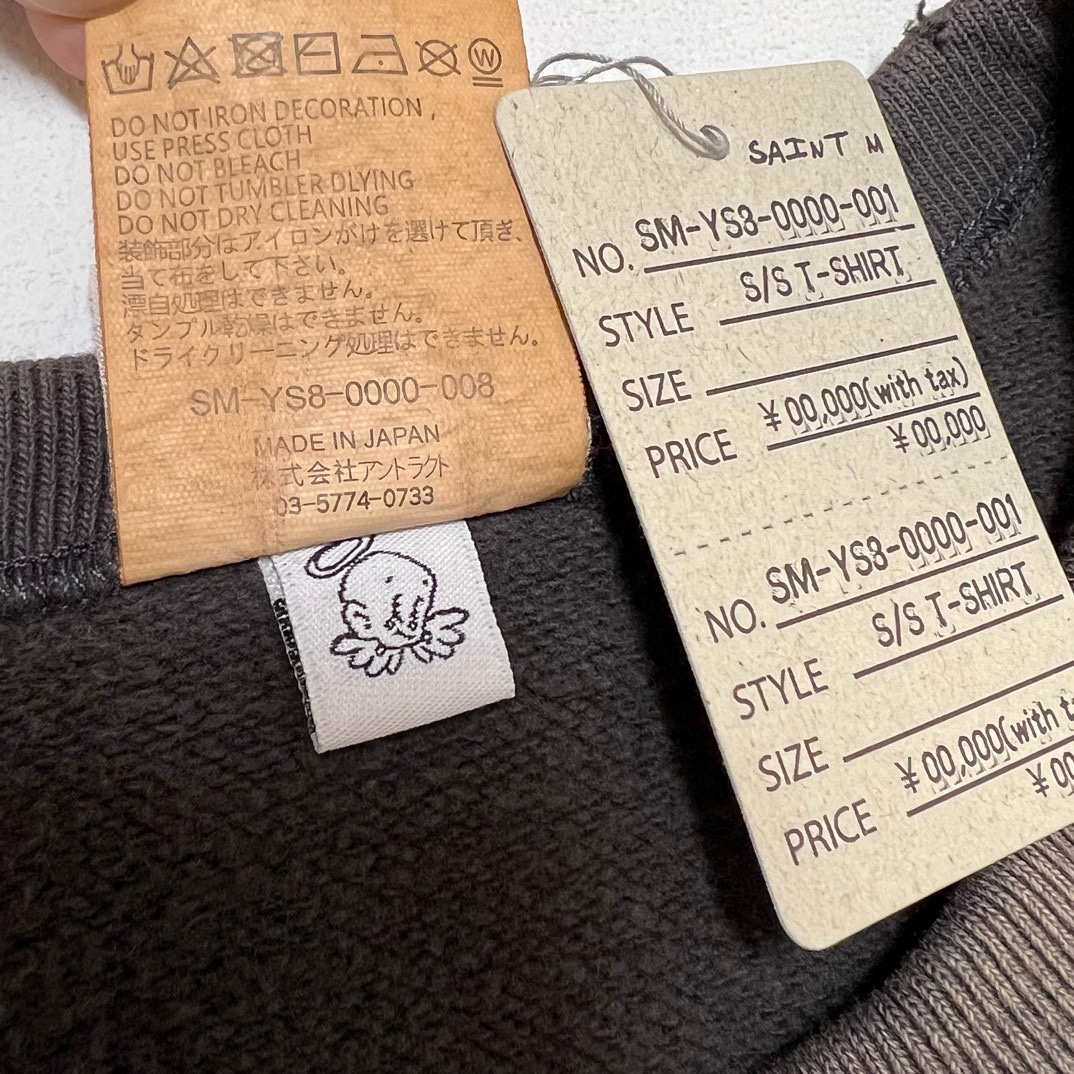 DO NOT IRON DECORATION ,
USE PRESS CLOTH
DO NOT BLEACH
DO NOT TUMBLER DLYING
DO NOT DRY CLEANING
装飾部分はアイロンがけを選けて頂き、
当て布をして下さい。
漂自処理はできません。
タンブル乾燥はできません。
ドライクリーニング処理はできません。
SM-YS8-0000-008
MADE IN JAPAN
株式会社アントラクト
03-5774-0733
W
SAINT M
NO. SM-YS8-0000-001
STYLE S/S T-SHIRT
SIZE
PRICE ¥00,000(with tax)
¥00,000
NO. SM-YS8-0000-001
STYLE S/S T-SHIRT
SIZE
PRICE ¥00,000(with ta
¥00